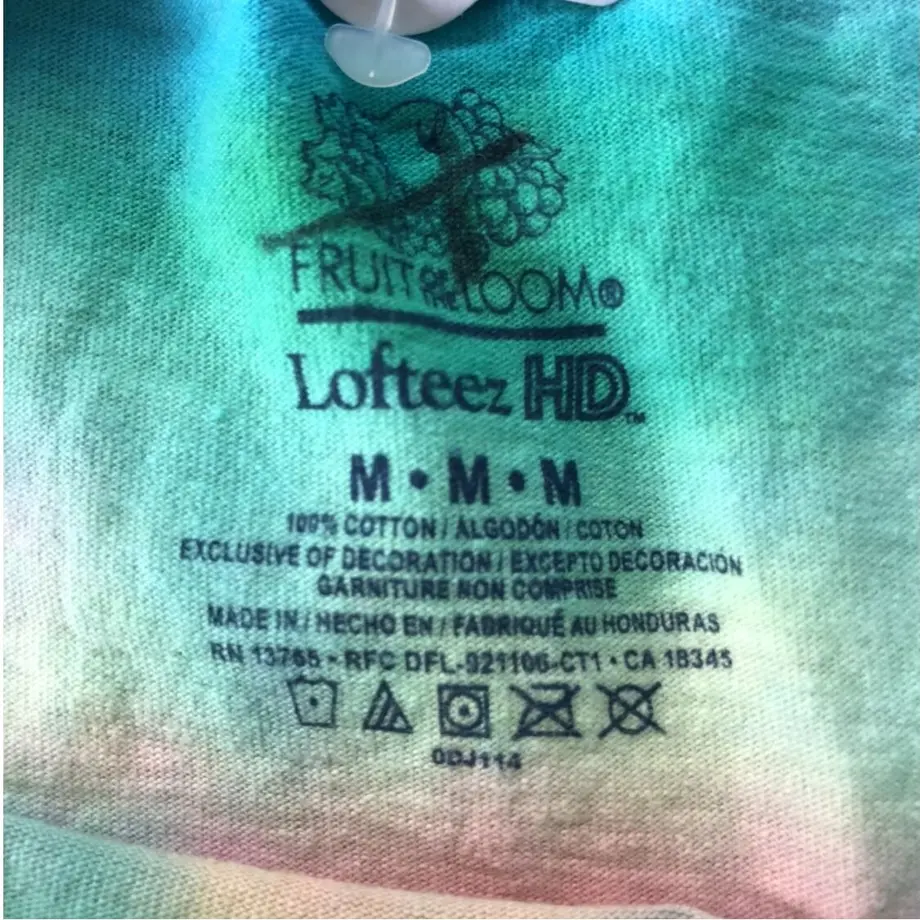 FRUIT OF THE LOOM®
Lofteez HD™
M • M • M
100% COTTON / ALGODÓN / COTON
EXCLUSIVE OF DECORATION / EXCEPTO DECORACIÓN
GARNITURE NON COMPRISE
MADE IN / HECHO EN / FABRIQUÉ AU HONDURAS
RN 13765 - RFC DFL-921106-CT1 • CA 18345
0DJ114